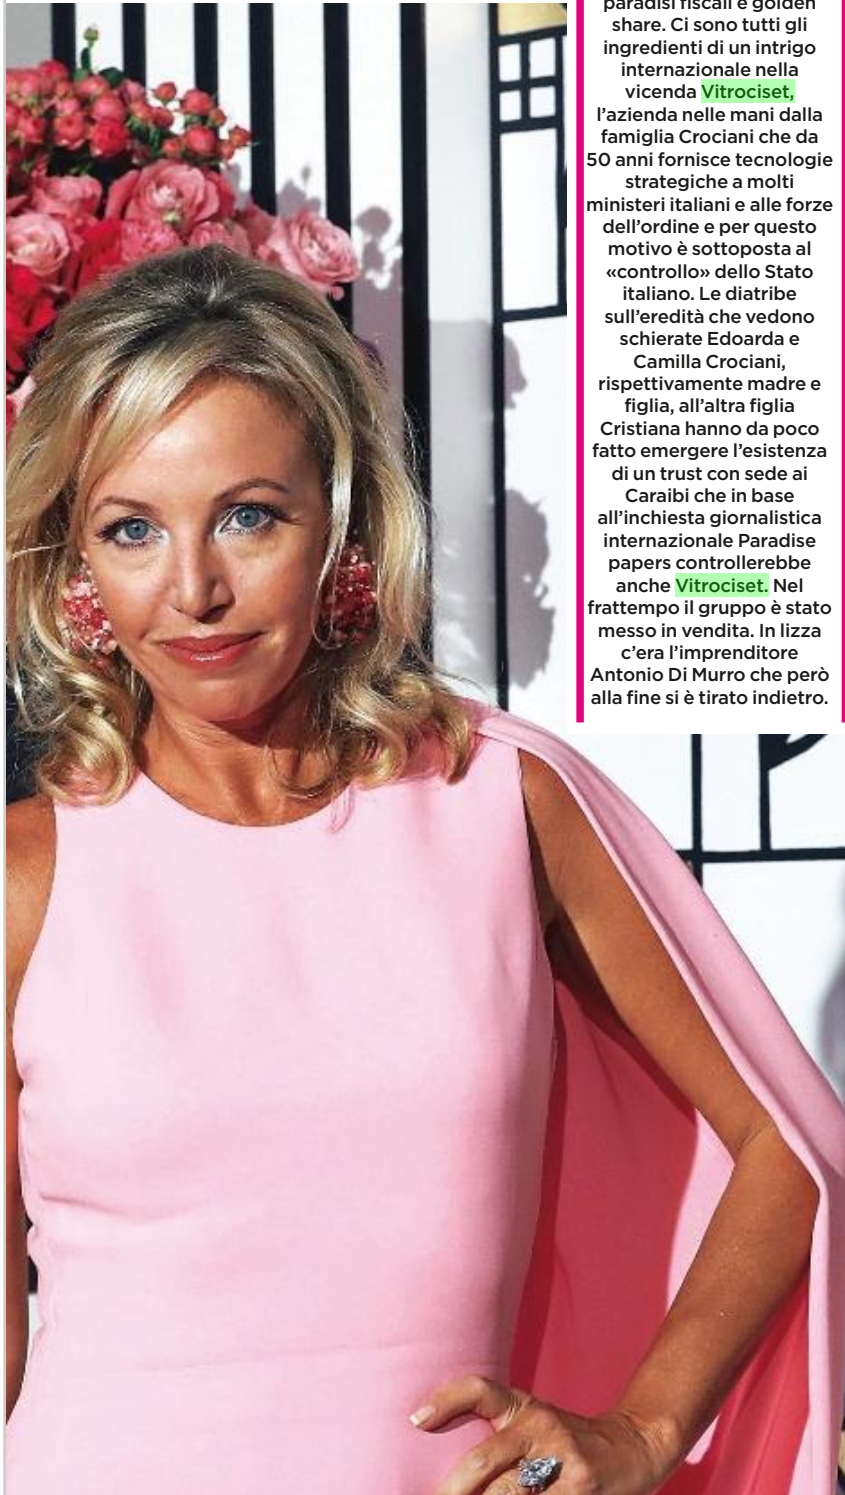 paradisi fiscali e golden
share. Ci sono tutti gli
ingredienti di un intrigo
internazionale nella
vicenda Vitrociset,
l'azienda nelle mani dalla
famiglia Crociani che da
50 anni fornisce tecnologie
strategiche a molti
ministeri italiani e alle forze
dell'ordine e per questo
motivo è sottoposta al
«controllo» dello Stato
italiano. Le diatribe
sull'eredità che vedono
schierate Edoarda e
Camilla Crociani,
rispettivamente madre e
figlia, all'altra figlia
Cristiana hanno da poco
fatto emergere l'esistenza
di un trust con sede ai
Caraibi che in base
all'inchiesta giornalistica
internazionale Paradise
papers controllerebbe
anche Vitrociset. Nel
frattempo il gruppo è stato
messo in vendita. In lizza
c'era l'imprenditore
Antonio Di Murro che però
alla fine si è tirato indietro.